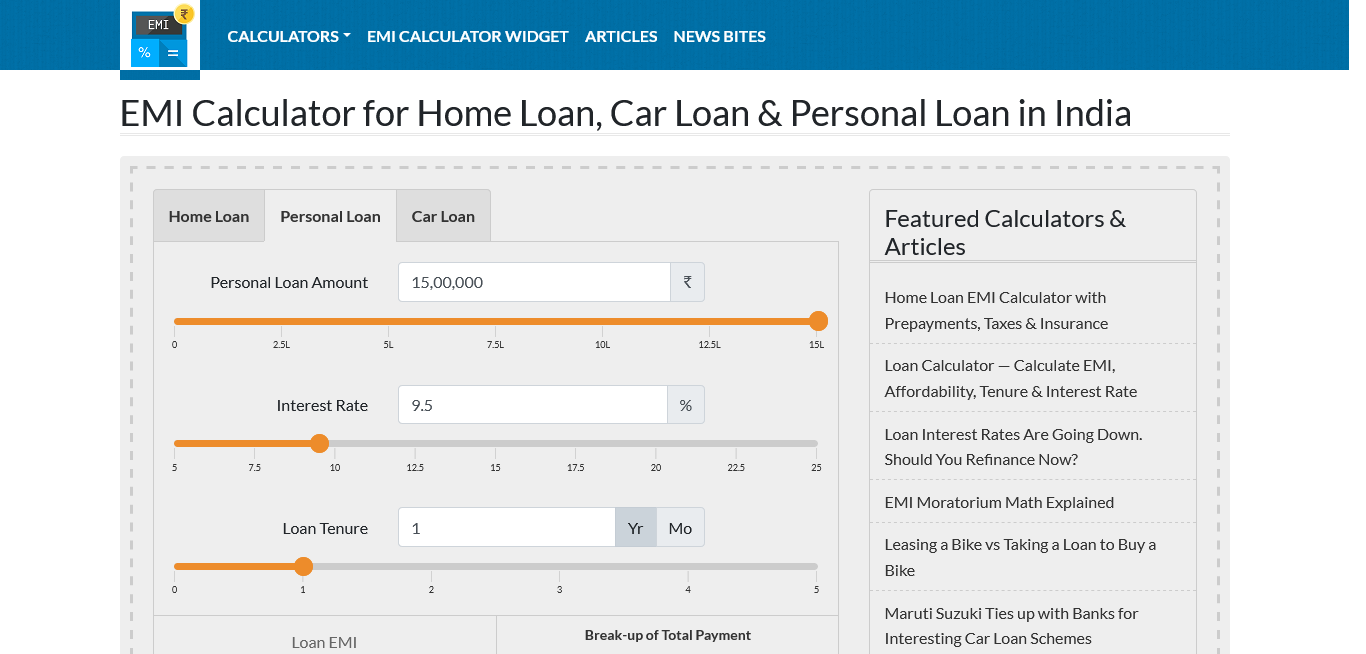 EMI
₹
%
=
CALCULATORS
EMI CALCULATOR WIDGET
ARTICLES
NEWS BITES
EMI Calculator for Home Loan, Car Loan & Personal Loan in India
Home Loan
Personal Loan
Car Loan
Personal Loan Amount
15,00,000
₹
0 2.5L 5L 7.5L 10L 12.5L 15L
Interest Rate
9.5
%
5 7.5 10 12.5 15 17.5 20 22.5 25
Loan Tenure
1
Yr
Mo
0 1 2 3 4 5
Loan EMI
Break-up of Total Payment
Featured Calculators &
Articles
Home Loan EMI Calculator with
Prepayments, Taxes & Insurance
Loan Calculator — Calculate EMI,
Affordability, Tenure & Interest Rate
Loan Interest Rates Are Going Down.
Should You Refinance Now?
EMI Moratorium Math Explained
Leasing a Bike vs Taking a Loan to Buy a
Bike
Maruti Suzuki Ties up with Banks for
Interesting Car Loan Schemes